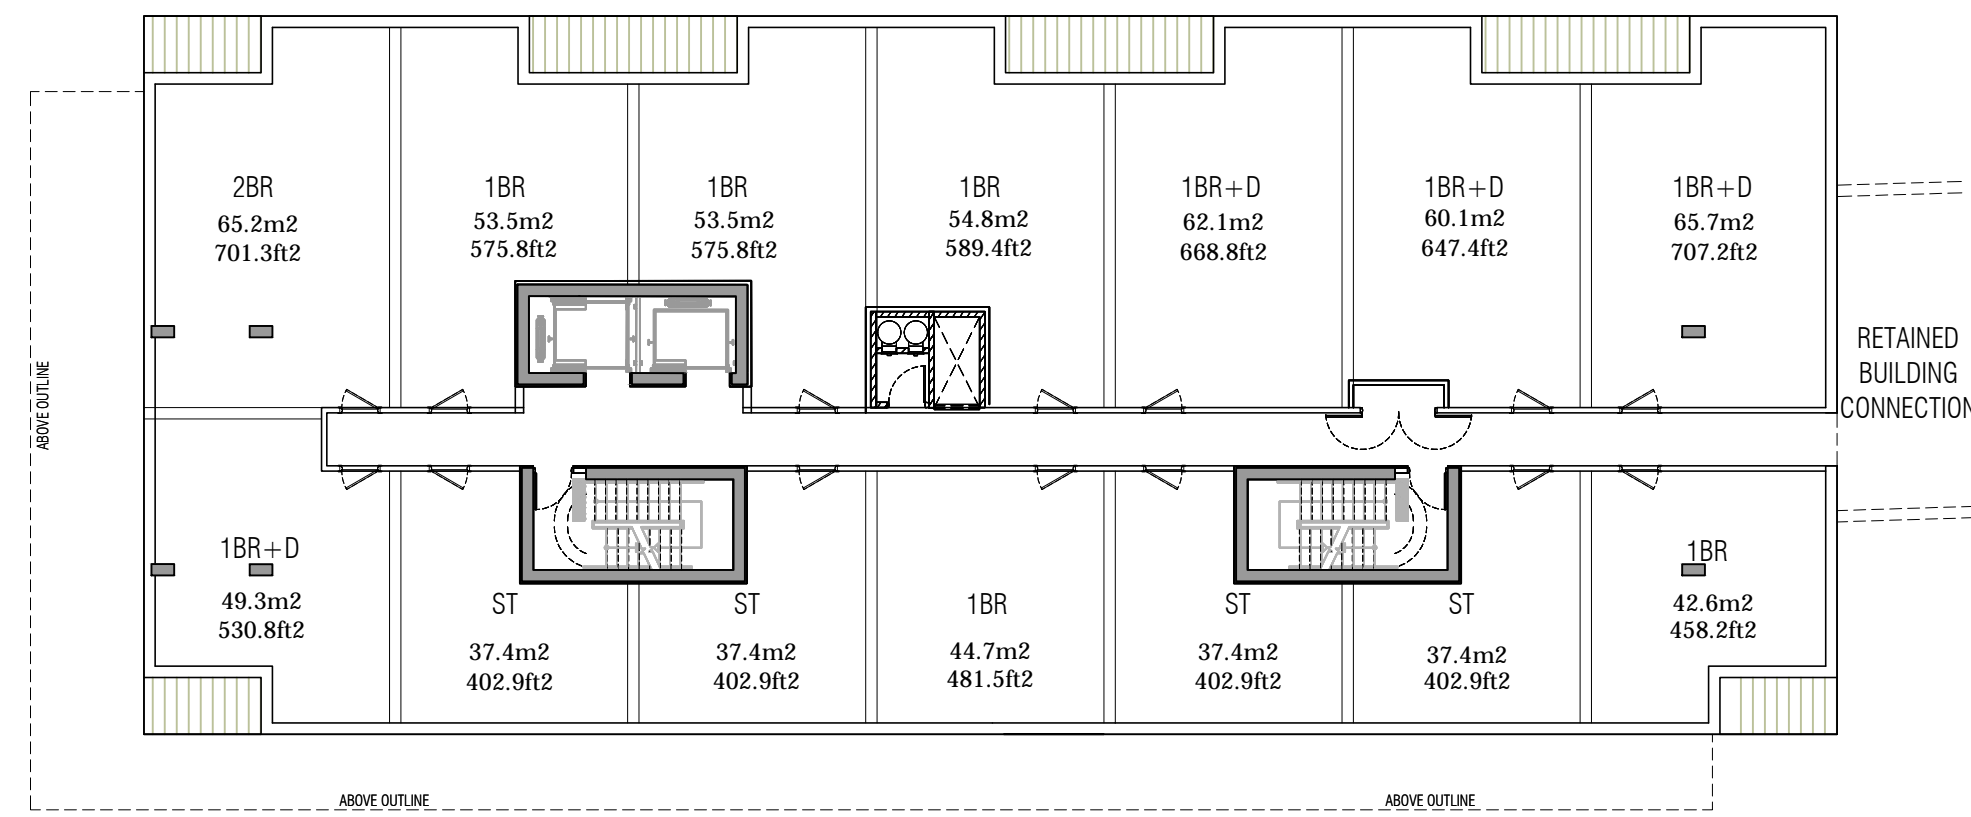 2BR
65.2m2
701.3ft2
1BR
53.5m2
575.8ft2
1BR
53.5m2
575.8ft2
1BR
54.8m2
589.4ft2
1BR+D
62.1m2
668.8ft2
1BR+D
60.1m2
647.4ft2
1BR+D
65.7m2
707.2ft2
RETAINED
BUILDING
CONNECTION
ABOVE OUTLINE
1BR+D
49.3m2
530.8ft2
ST
37.4m2
402.9ft2
ST
37.4m2
402.9ft2
1BR
44.7m2
481.5ft2
ST
37.4m2
402.9ft2
ST
37.4m2
402.9ft2
1BR
42.6m2
458.2ft2
ABOVE OUTLINE
ABOVE OUTLINE